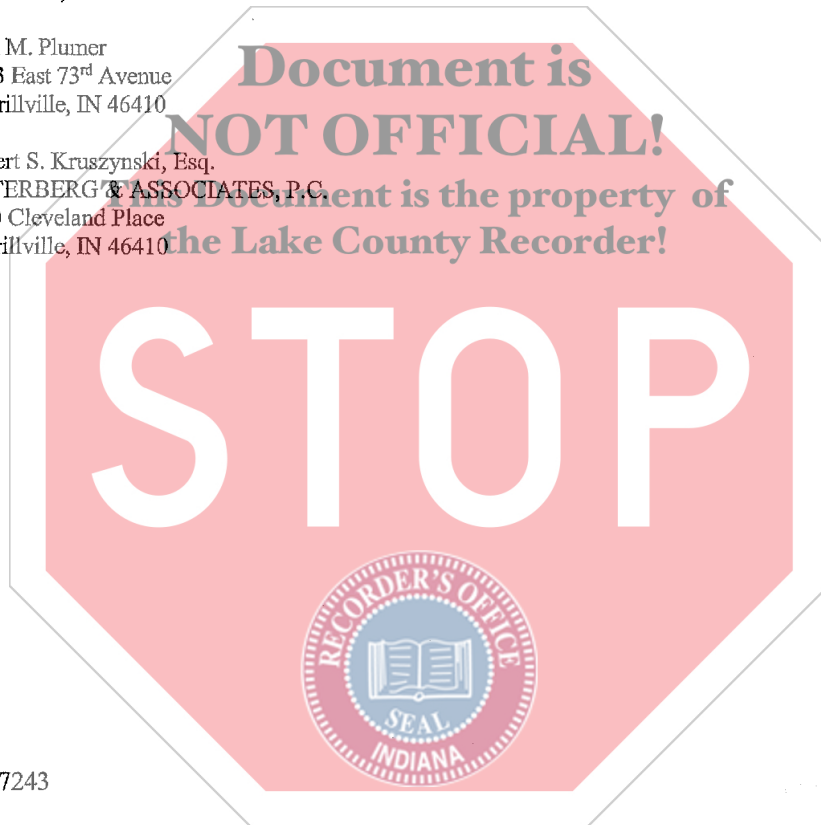 M. Plumer
East 73rd Avenue
rillville, IN 46410
ert S. Kruszynski, Esq.
TERBERG & ASSOCIATES, P.C.
Cleveland Place
rillville, IN 46410
Document is
NOT OFFICIAL!
This Document is the property of
the Lake County Recorder!
STOP
RECORDER'S OFFICE
SEAL
INDIANA
7243